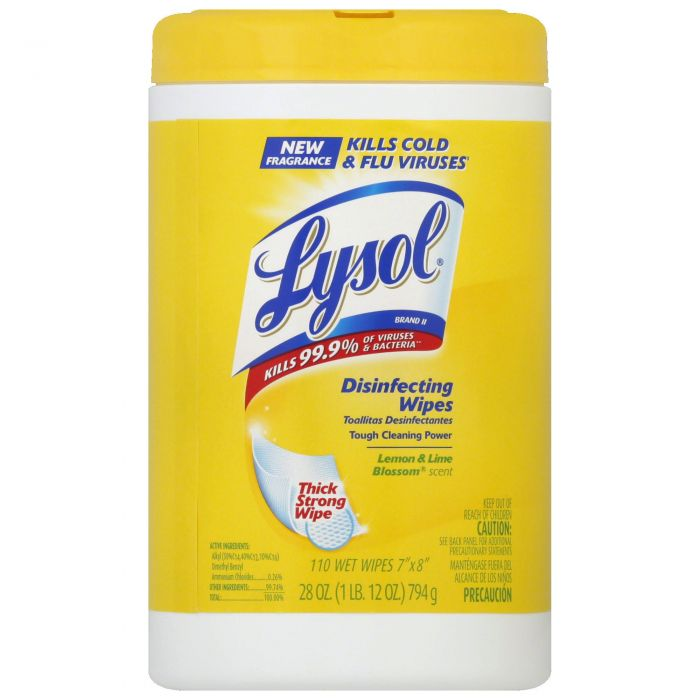 NEW
FRAGRANCE
KILLS COLD
& FLU VIRUSES*
Lysol®
BRAND II
KILLS 99.9% OF VIRUSES
& BACTERIA**
Disinfecting
Wipes
Toallitas Desinfectantes
Tough Cleaning Power
Lemon & Lime
Blossom® scent
Thick
Strong
Wipe
KEEP OUT OF
REACH OF CHILDREN
CAUTION:
SEE BACK PANEL FOR ADDITIONAL
PRECAUTIONARY STATEMENTS
MANTÉNGASE FUERA DEL
ALCANCE DE LOS NIÑOS
PRECAUCIÓN
ACTIVE INGREDIENTS:
Alkyl (50%C14, 40%C12, 10%C16)
Dimethyl Benzyl
Ammonium Chlorides..........0.26%
OTHER INGREDIENTS:..........99.74%
TOTAL:..........100.00%
110 WET WIPES 7”x8”
28 OZ. (1 LB. 12 OZ.) 794 g